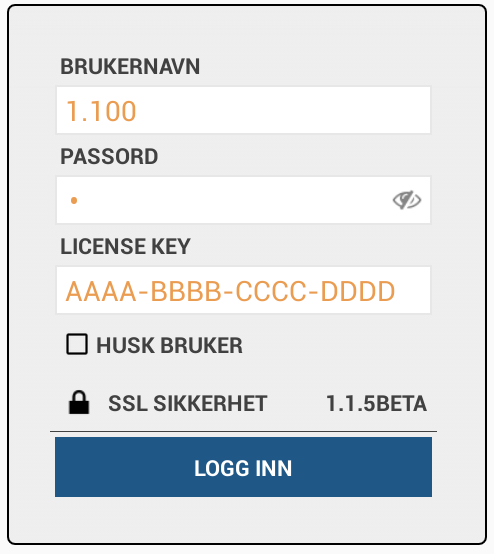 BRUKERNAVN
1.100
PASSORD
•
LICENSE KEY
AAAA-BBBB-CCCC-DDDD
HUSK BRUKER
SSL SIKKERHET 1.1.5BETA
LOGG INN